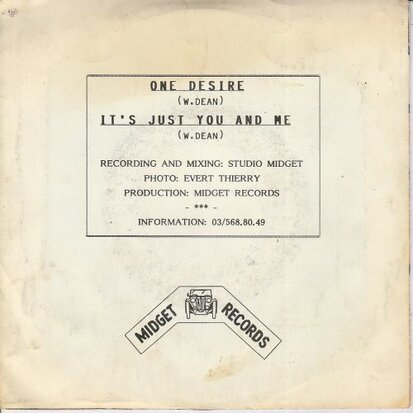 ONE DESIRE
(W.DEAN)
IT'S JUST YOU AND ME
(W.DEAN)
RECORDING AND MIXING: STUDIO MIDGET
PHOTO: EVERT THIERRY
PRODUCTION: MIDGET RECORDS
- *** -
INFORMATION: 03/568.80.49
MIDGET RECORDS